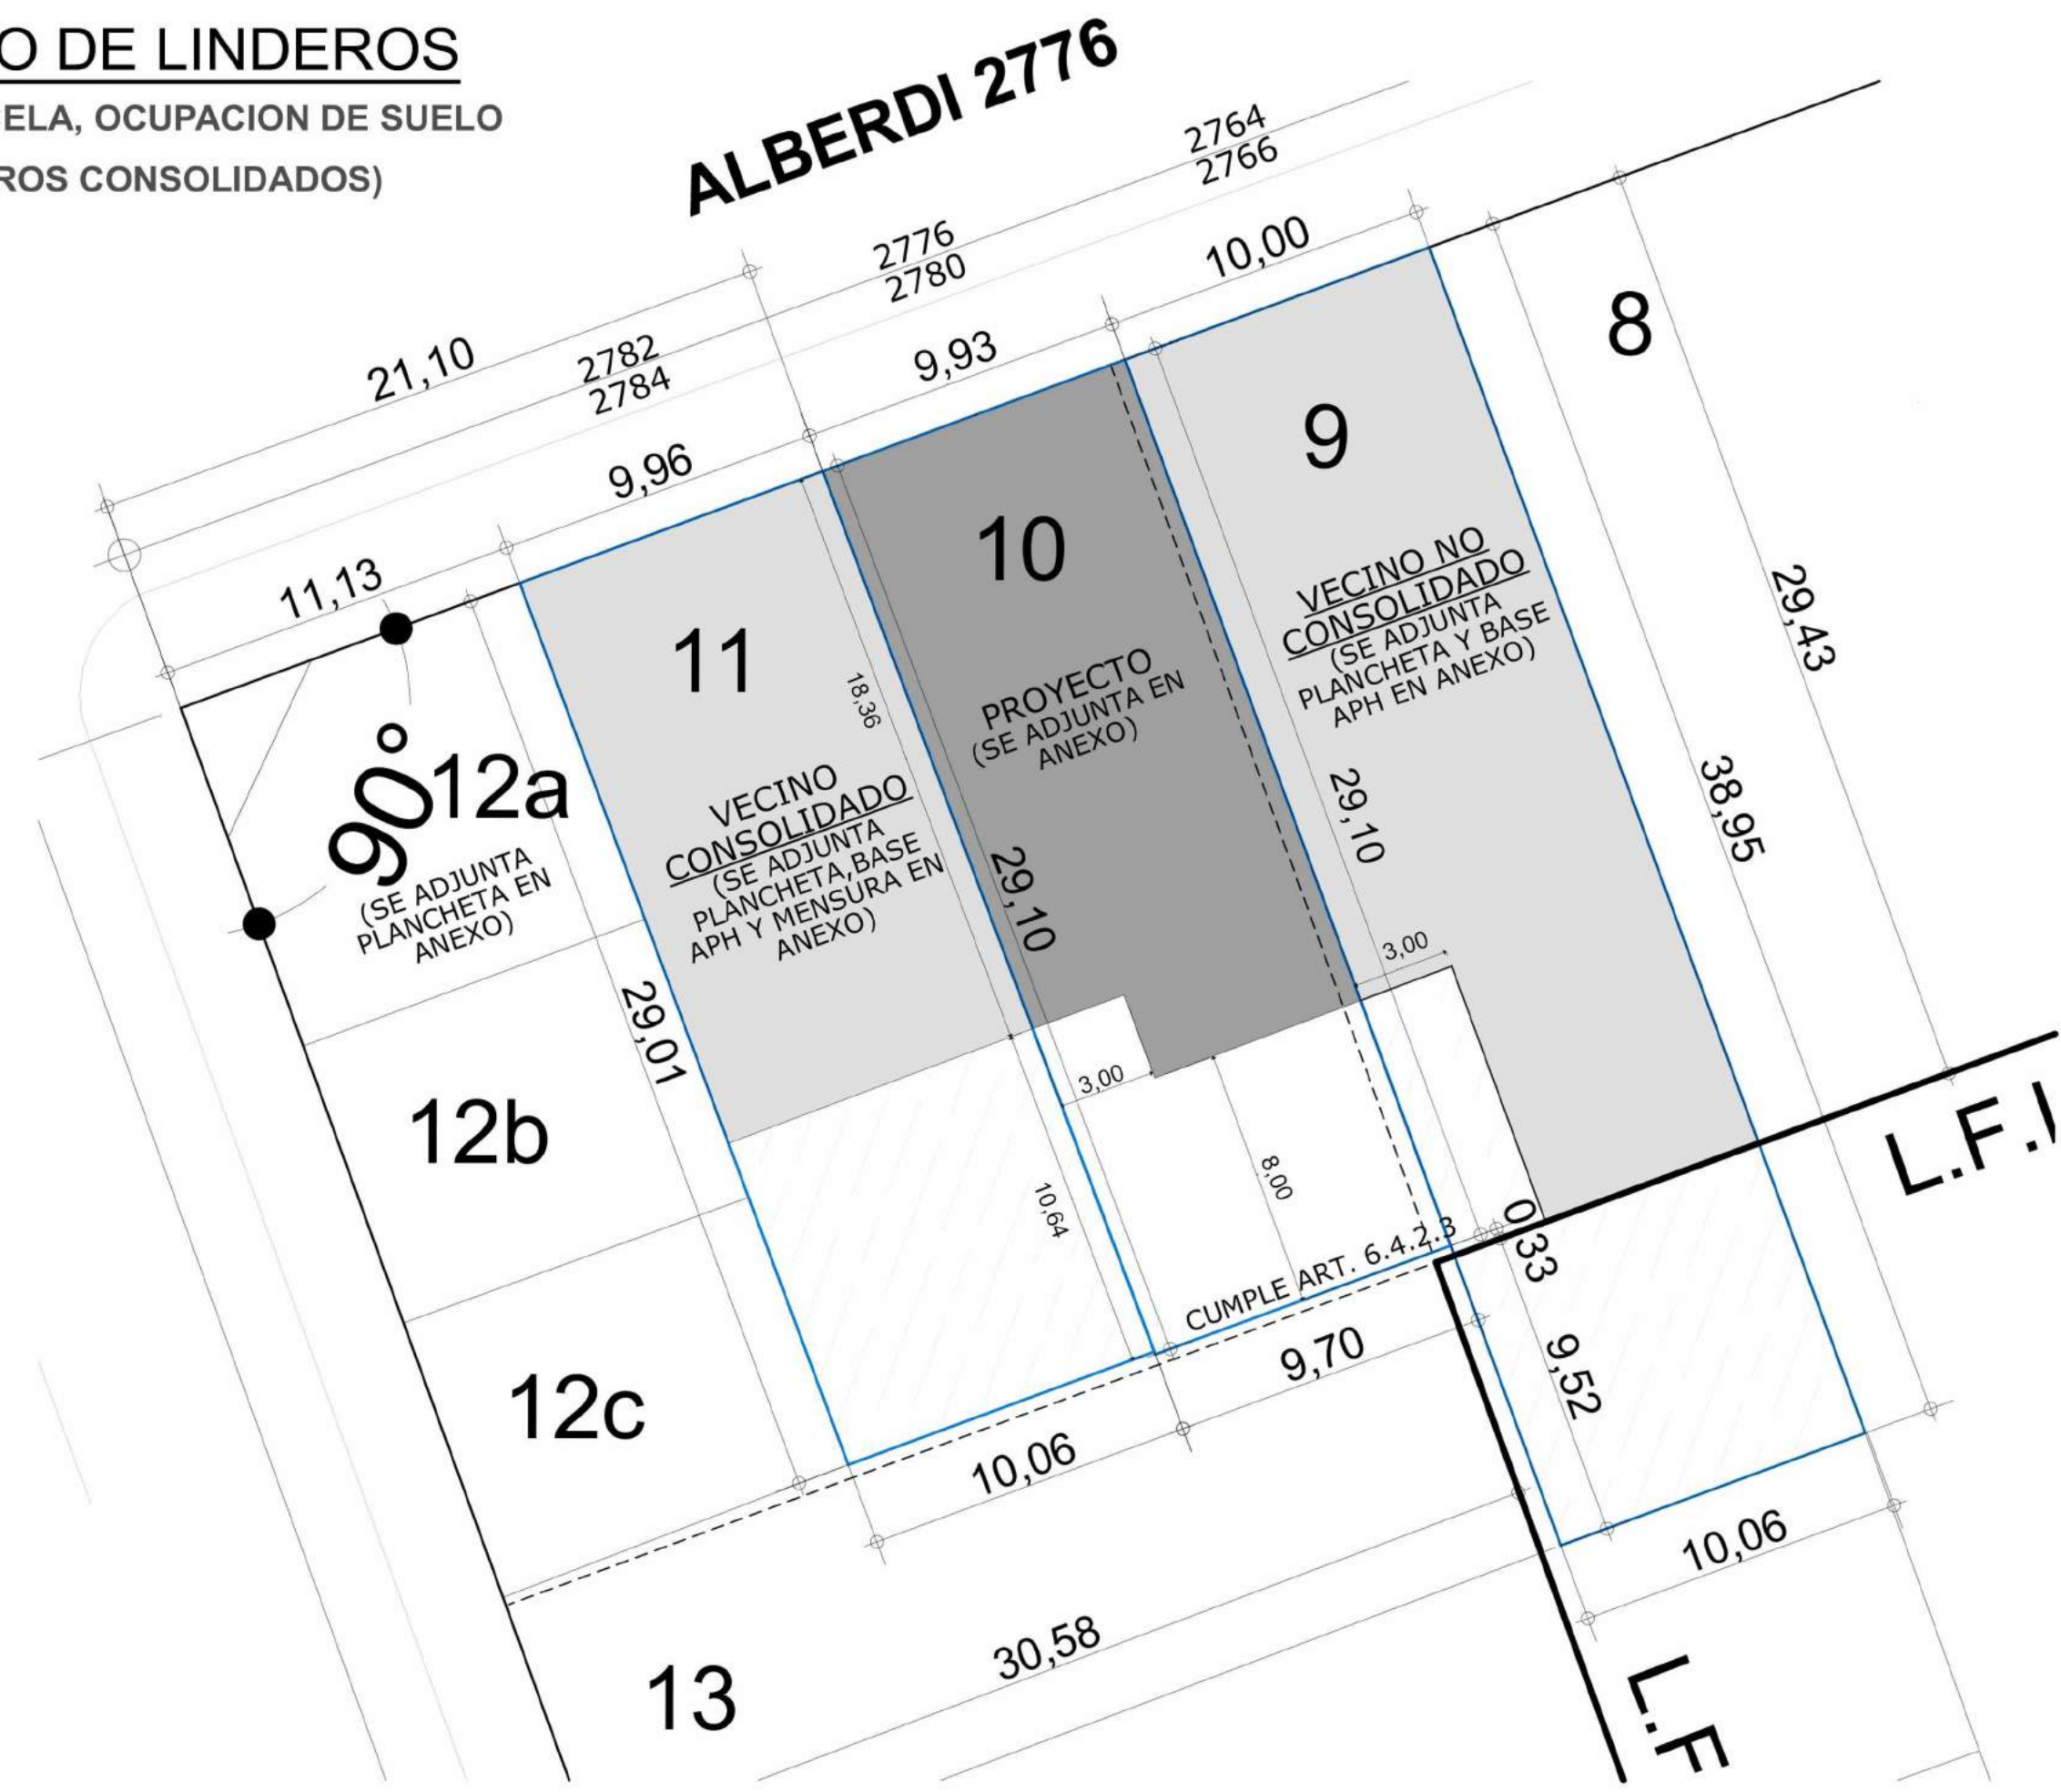 O DE LINDEROS
ELA, OCUPACION DE SUELO
ROS CONSOLIDADOS)
ALBERDI 2776
2764
2766
2776
2780
10,00
21,10
2782
2784
9,93
9,96
11,13
8
9
10
11
12a
90°
(SE ADJUNTA
PLANCHETA EN
ANEXO)
VECINO
CONSOLIDADO
(SE ADJUNTA
PLANCHETA,BASE
APH Y MENSURA EN
ANEXO)
18,36
PROYECTO
(SE ADJUNTA EN
ANEXO)
VECINO NO
CONSOLIDADO
(SE ADJUNTA
PLANCHETA Y BASE
APH EN ANEXO)
29,43
38,95
29,10
29,10
29,01
3,00
3,00
12b
10,64
8,00
L.F.I
0,33
CUMPLE ART. 6.4.2.3
9,70
9,52
12c
10,06
10,06
30,58
13
L.F